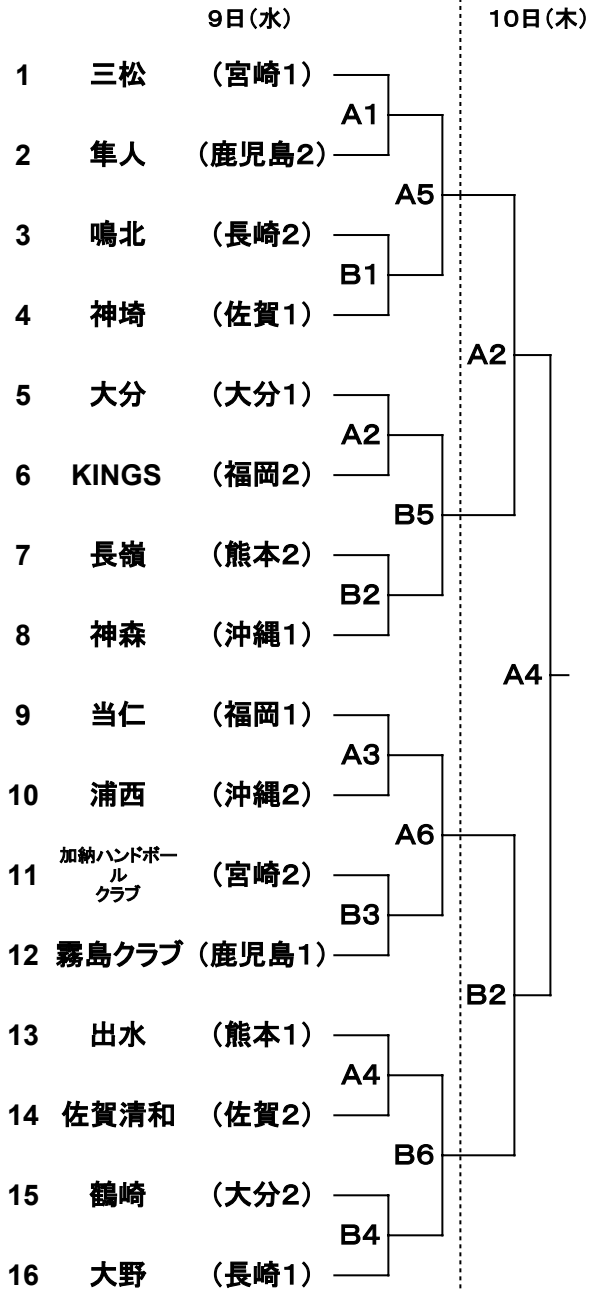 9日(水)
10日(木)
1 三松 (宮崎1)
A1
2 隼人 (鹿児島2)
A5
3 鳴北 (長崎2)
B1
4 神埼 (佐賀1)
A2
5 大分 (大分1)
A2
6 KINGS (福岡2)
B5
7 長嶺 (熊本2)
B2
8 神森 (沖縄1)
A4
9 当仁 (福岡1)
A3
10 浦西 (沖縄2)
A6
11 加納ハンドボー
ル
クラブ
(宮崎2)
B3
12 霧島クラブ (鹿児島1)
B2
13 出水 (熊本1)
A4
14 佐賀清和 (佐賀2)
B6
15 鶴崎 (大分2)
B4
16 大野 (長崎1)